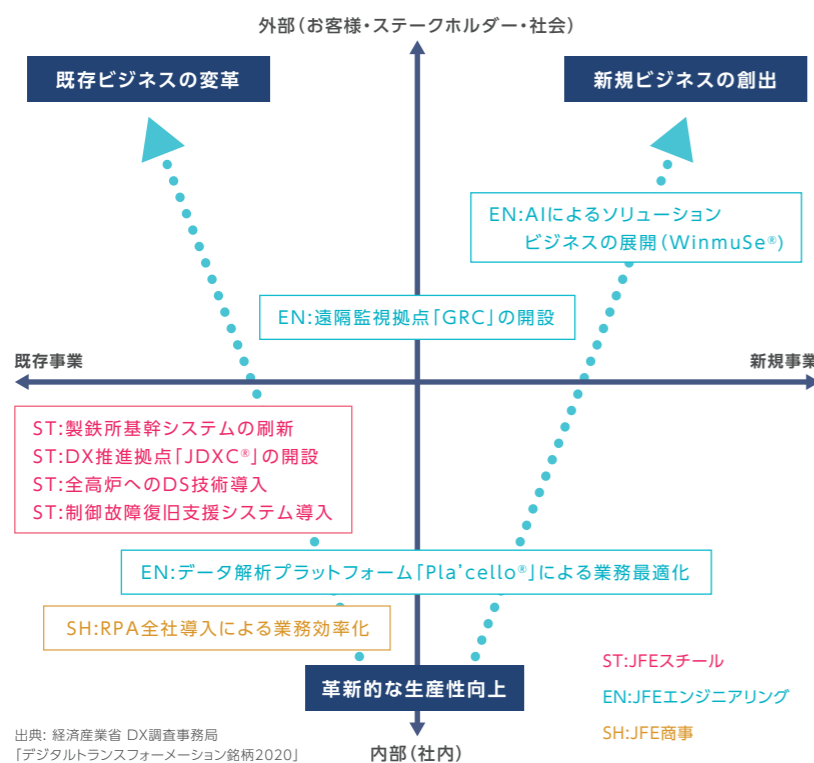 外部(お客様・ステークホルダー・社会)
既存ビジネスの変革
新規ビジネスの創出
EN:AIによるソリューション
ビジネスの展開(WinmuSe®)
EN:遠隔監視拠点「GRC」の開設
既存事業
新規事業
ST:製鉄所基幹システムの刷新
ST:DX推進拠点「JDXC®」の開設
ST:全高炉へのDS技術導入
ST:制御故障復旧支援システム導入
EN:データ解析プラットフォーム「Pla'cello®」による業務最適化
SH:RPA全社導入による業務効率化
革新的な生産性向上
ST:JFEスチール
EN:JFEエンジニアリング
SH:JFE商事
出典: 経済産業省 DX調査事務局
「デジタルトランスフォーメーション銘柄2020」
内部(社内)